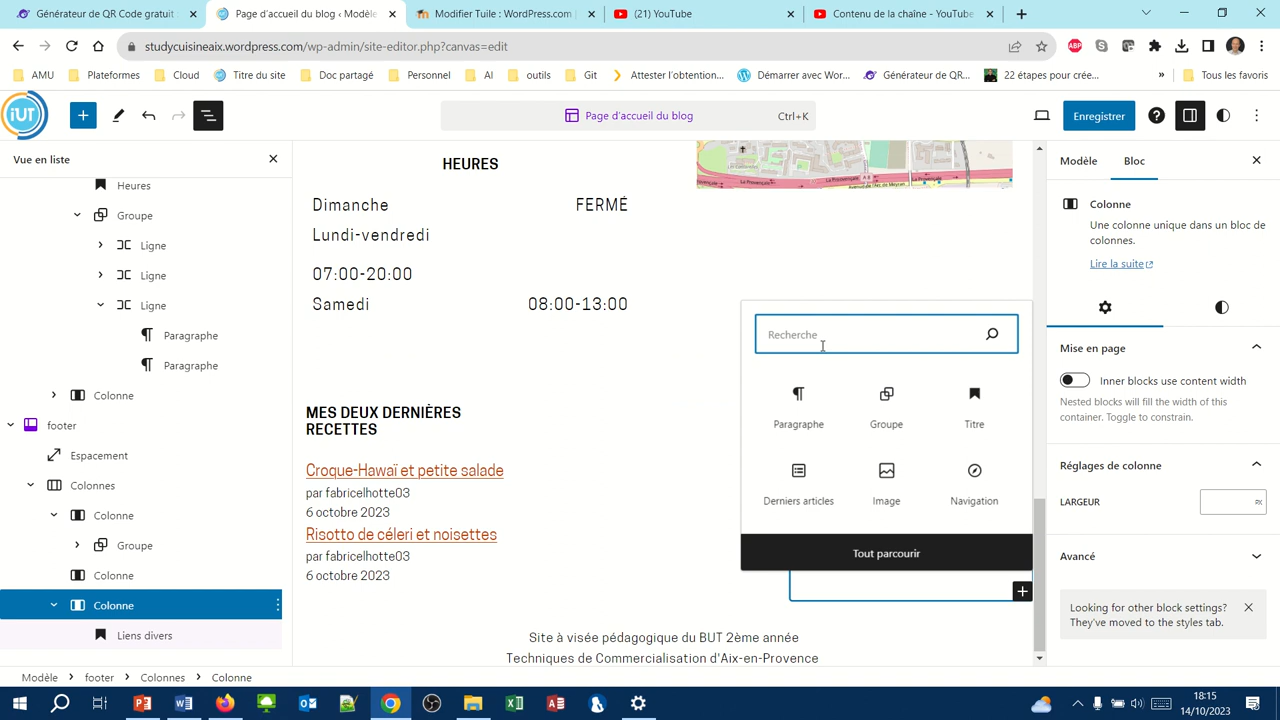 Générateur de QR Code gratuit
Page d'accueil du blog ‹ Modèle
Modifier Tuile : WordPress.com |
(21) YouTube
Contenu de la chaîne - YouTube
studycuisineaix.wordpress.com/wp-admin/site-editor.php?canvas=edit
ABP
AMU
Plateformes
Cloud
Titre du site
Doc partagé
Personnel
AI
outils
Git
Attester l'obtention...
Démarrer avec Wor...
Générateur de QR...
22 étapes pour crée...
»
Tous les favoris
iUT
Page d'accueil du blog
Ctrl+K
Enregistrer
Vue en liste
Heures
Groupe
Ligne
Ligne
Ligne
Paragraphe
Paragraphe
Colonne
footer
Espacement
Colonnes
Colonne
Groupe
Colonne
Colonne
Liens divers
HEURES
Dimanche FERMÉ
Lundi-vendredi
07:00-20:00
Samedi 08:00-13:00
MES DEUX DERNIÈRES
RECETTES
Croque-Hawaï et petite salade
par fabricelhotte03
6 octobre 2023
Risotto de céleri et noisettes
par fabricelhotte03
6 octobre 2023
Site à visée pédagogique du BUT 2ème année
Techniques de Commercialisation d'Aix-en-Provence
Recherche
Paragraphe
Groupe
Titre
Derniers articles
Image
Navigation
Tout parcourir
Modèle
Bloc
Colonne
Une colonne unique dans un bloc de
colonnes.
Lire la suite
Mise en page
Inner blocks use content width
Nested blocks will fill the width of this
container. Toggle to constrain.
Réglages de colonne
LARGEUR
PX
Avancé
Looking for other block settings?
They've moved to the styles tab.
Modèle › footer › Colonnes › Colonne
18:15
14/10/2023